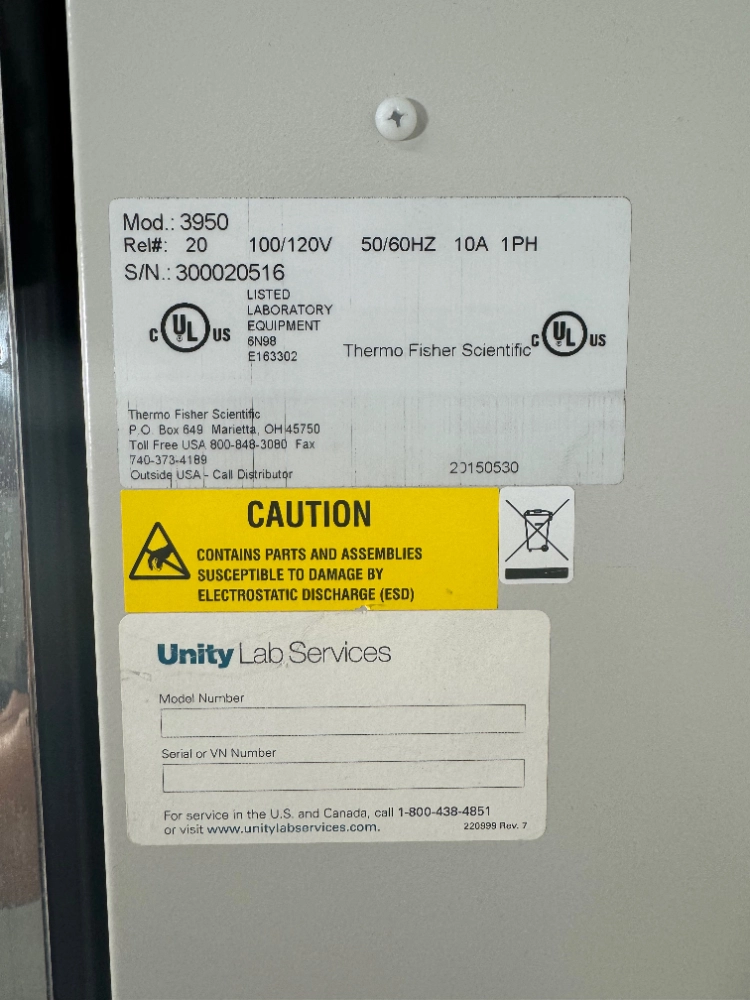 Mod.: 3950
Rel#: 20 100/120V 50/60HZ 10A 1PH
S/N.: 300020516
LISTED
LABORATORY
EQUIPMENT
6N98
E163302
C UL US
Thermo Fisher Scientific
C UL US
Thermo Fisher Scientific
P.O. Box 649 Marietta, OH 45750
Toll Free USA 800-848-3080 Fax
740-373-4189
Outside USA - Call Distributor
20150530
CAUTION
CONTAINS PARTS AND ASSEMBLIES
SUSCEPTIBLE TO DAMAGE BY
ELECTROSTATIC DISCHARGE (ESD)
Unity Lab Services
Model Number
Serial or VN Number
For service in the U.S. and Canada, call 1-800-438-4851
or visit www.unitylabservices.com.
220999 Rev. 7